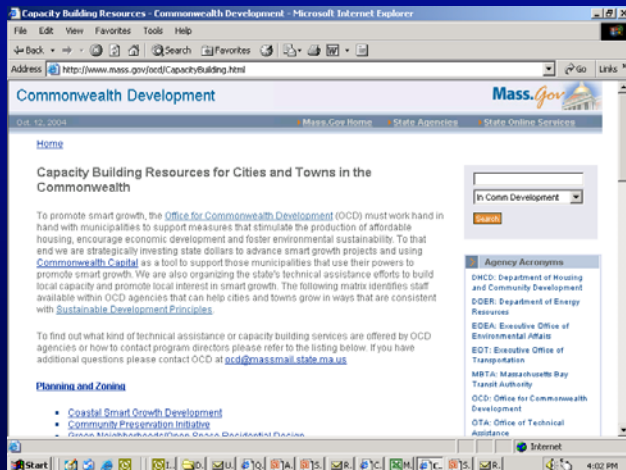 Capacity Building Resources - Commonwealth Development - Microsoft Internet Explorer
File Edit View Favorites Tools Help
Back Search Favorites
Address http://www.mass.gov/ocd/CapacityBuilding.html Go Links
Commonwealth Development Mass.Gov
Oct. 12, 2004 Mass.Gov Home State Agencies State Online Services
Home
Capacity Building Resources for Cities and Towns in the
Commonwealth
To promote smart growth, the Office for Commonwealth Development (OCD) must work hand in
hand with municipalities to support measures that stimulate the production of affordable
housing, encourage economic development and foster environmental sustainability. To that
end we are strategically investing state dollars to advance smart growth projects and using
Commonwealth Capital as a tool to support those municipalities that use their powers to
promote smart growth. We are also organizing the state's technical assistance efforts to build
local capacity and promote local interest in smart growth. The following matrix identifies staff
available within OCD agencies that can help cities and towns grow in ways that are consistent
with Sustainable Development Principles.
To find out what kind of technical assistance or capacity building services are offered by OCD
agencies or how to contact program directors please refer to the listing below. If you have
additional questions please contact OCD at ocd@massmail.state.ma.us
Planning and Zoning
Coastal Smart Growth Development
Community Preservation Initiative
Green Neighborhoods/Open Space Residential Design
In Comm Development
Search
Agency Acronyms
DHCD: Department of Housing
and Community Development
DOER: Department of Energy
Resources
EOEA: Executive Office of
Environmental Affairs
EOT: Executive Office of
Transportation
MBTA: Massachusetts Bay
Transit Authority
OCD: Office for Commonwealth
Development
OTA: Office of Technical
Assistance
Internet
Start 4:02 PM